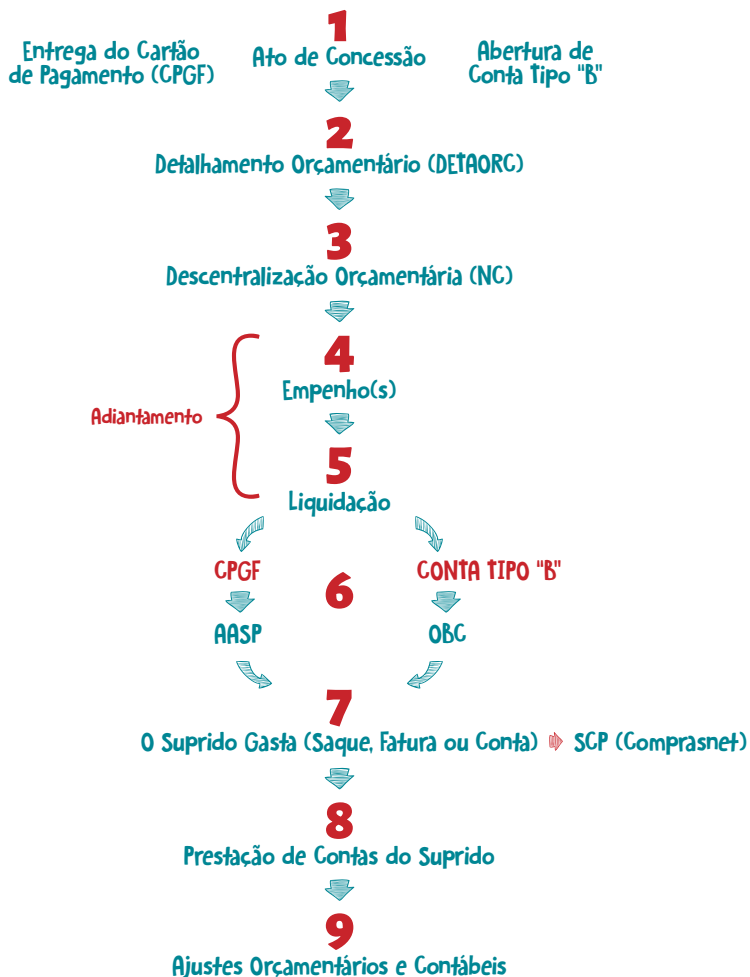 1
Entrega do Cartão
de Pagamento (CPGF)
Ato de Concessão
Abertura de
Conta Tipo "B"
2
Detalhamento Orçamentário (DETAORC)
3
Descentralização Orçamentária (NC)
4
Empenho(s)
Adiantamento
5
Liquidação
CPGF
CONTA TIPO "B"
6
AASP
OBC
7
O Suprido Gasta (Saque, Fatura ou Conta) SCP (Comprasnet)
8
Prestação de Contas do Suprido
9
Ajustes Orçamentários e Contábeis